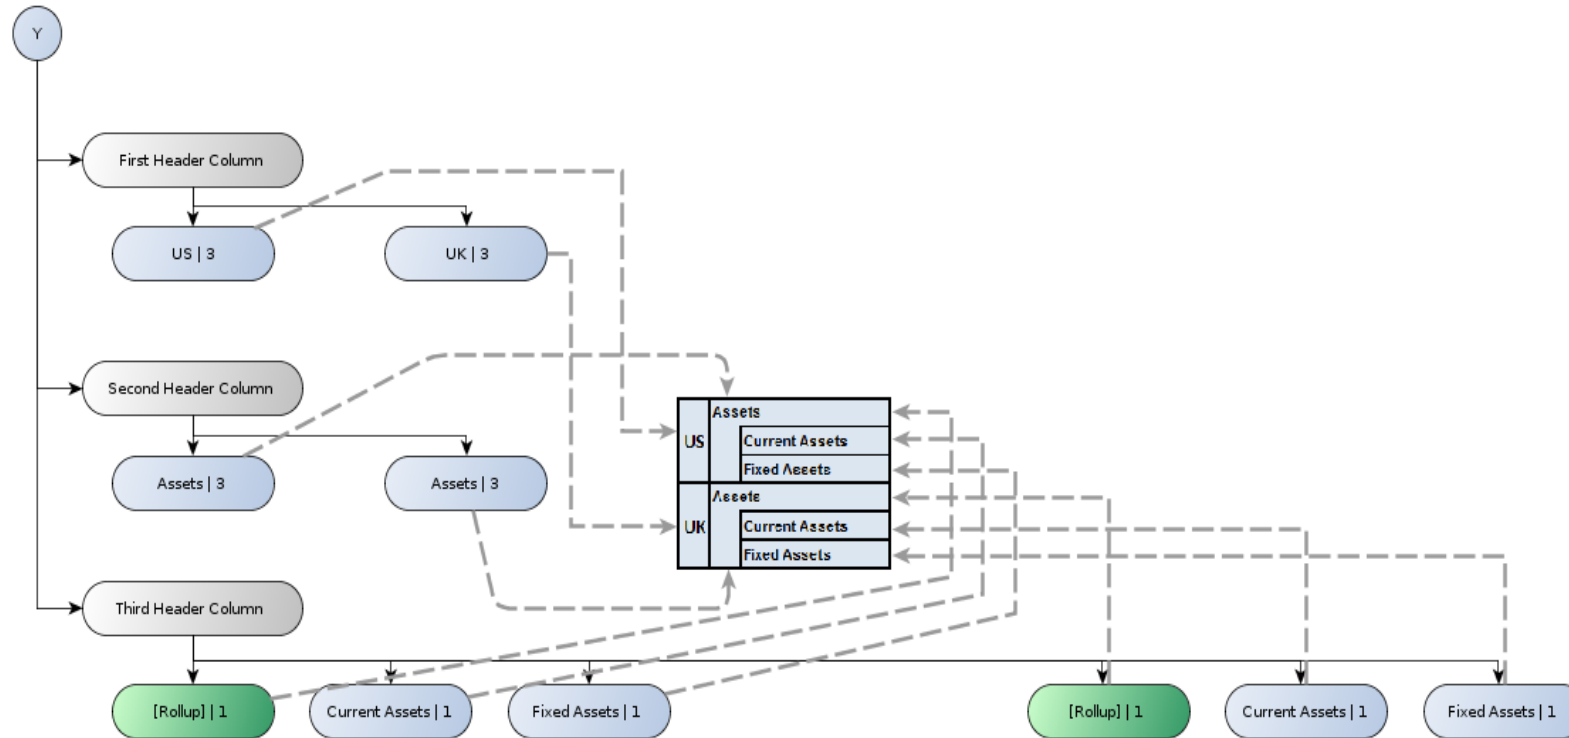 Y
First Header Column
US | 3
UK | 3
Second Header Column
Assets | 3
Assets | 3
US
Assets
Current Assets
Fixed Assets
UK
Assets
Current Assets
Fixed Assets
Third Header Column
[Rollup] | 1
Current Assets | 1
Fixed Assets | 1
[Rollup] | 1
Current Assets | 1
Fixed Assets | 1